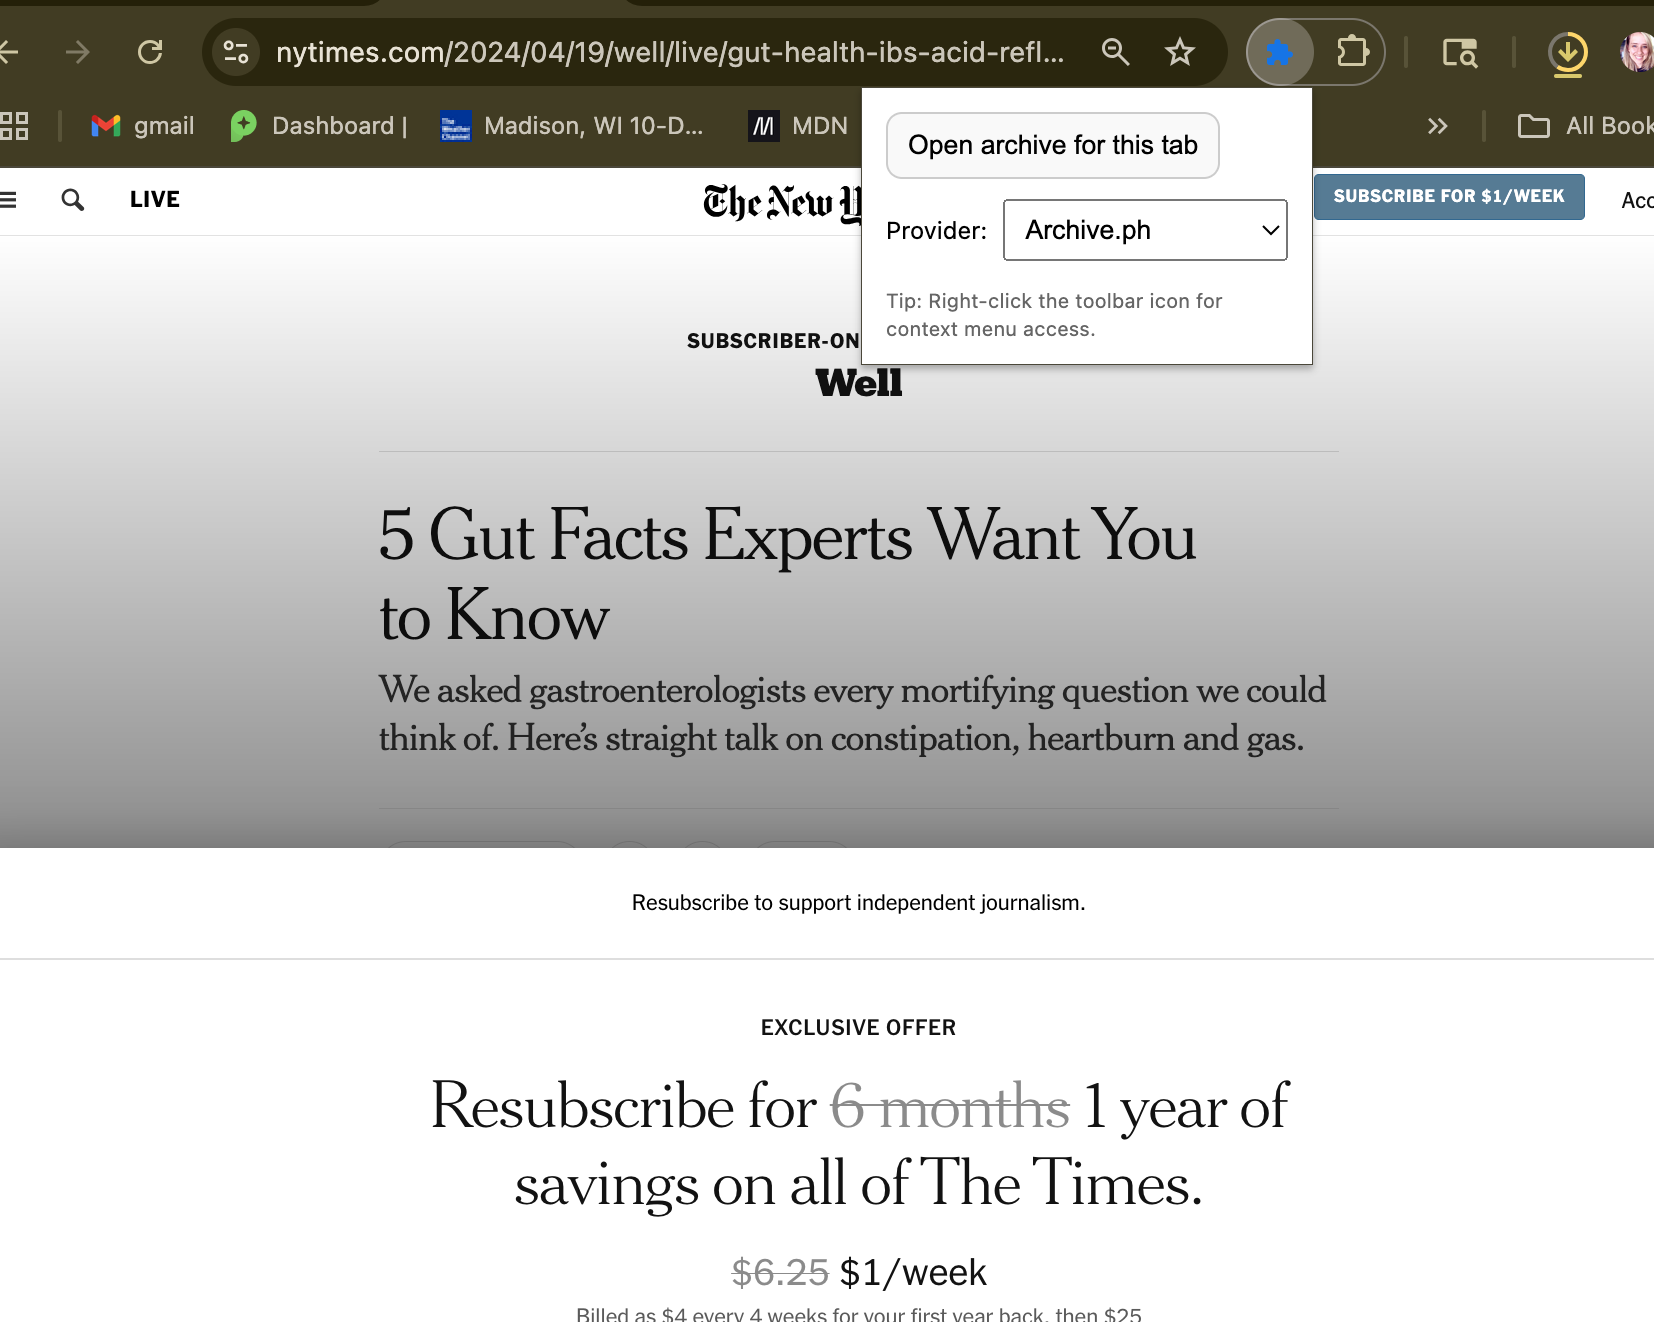 nytimes.com/2024/04/19/well/live/gut-health-ibs-acid-refl...
gmail
Dashboard |
Madison, WI 10-D...
MDN
All Book
Open archive for this tab
Provider: Archive.ph
Tip: Right-click the toolbar icon for
context menu access.
LIVE
The New Y
SUBSCRIBE FOR $1/WEEK
Acc
SUBSCRIBER-ON
Well
5 Gut Facts Experts Want You
to Know
We asked gastroenterologists every mortifying question we could
think of. Here’s straight talk on constipation, heartburn and gas.
Resubscribe to support independent journalism.
EXCLUSIVE OFFER
Resubscribe for 6 months 1 year of
savings on all of The Times.
$6.25 $1/week
Billed as $4 every 4 weeks for your first year back, then $25